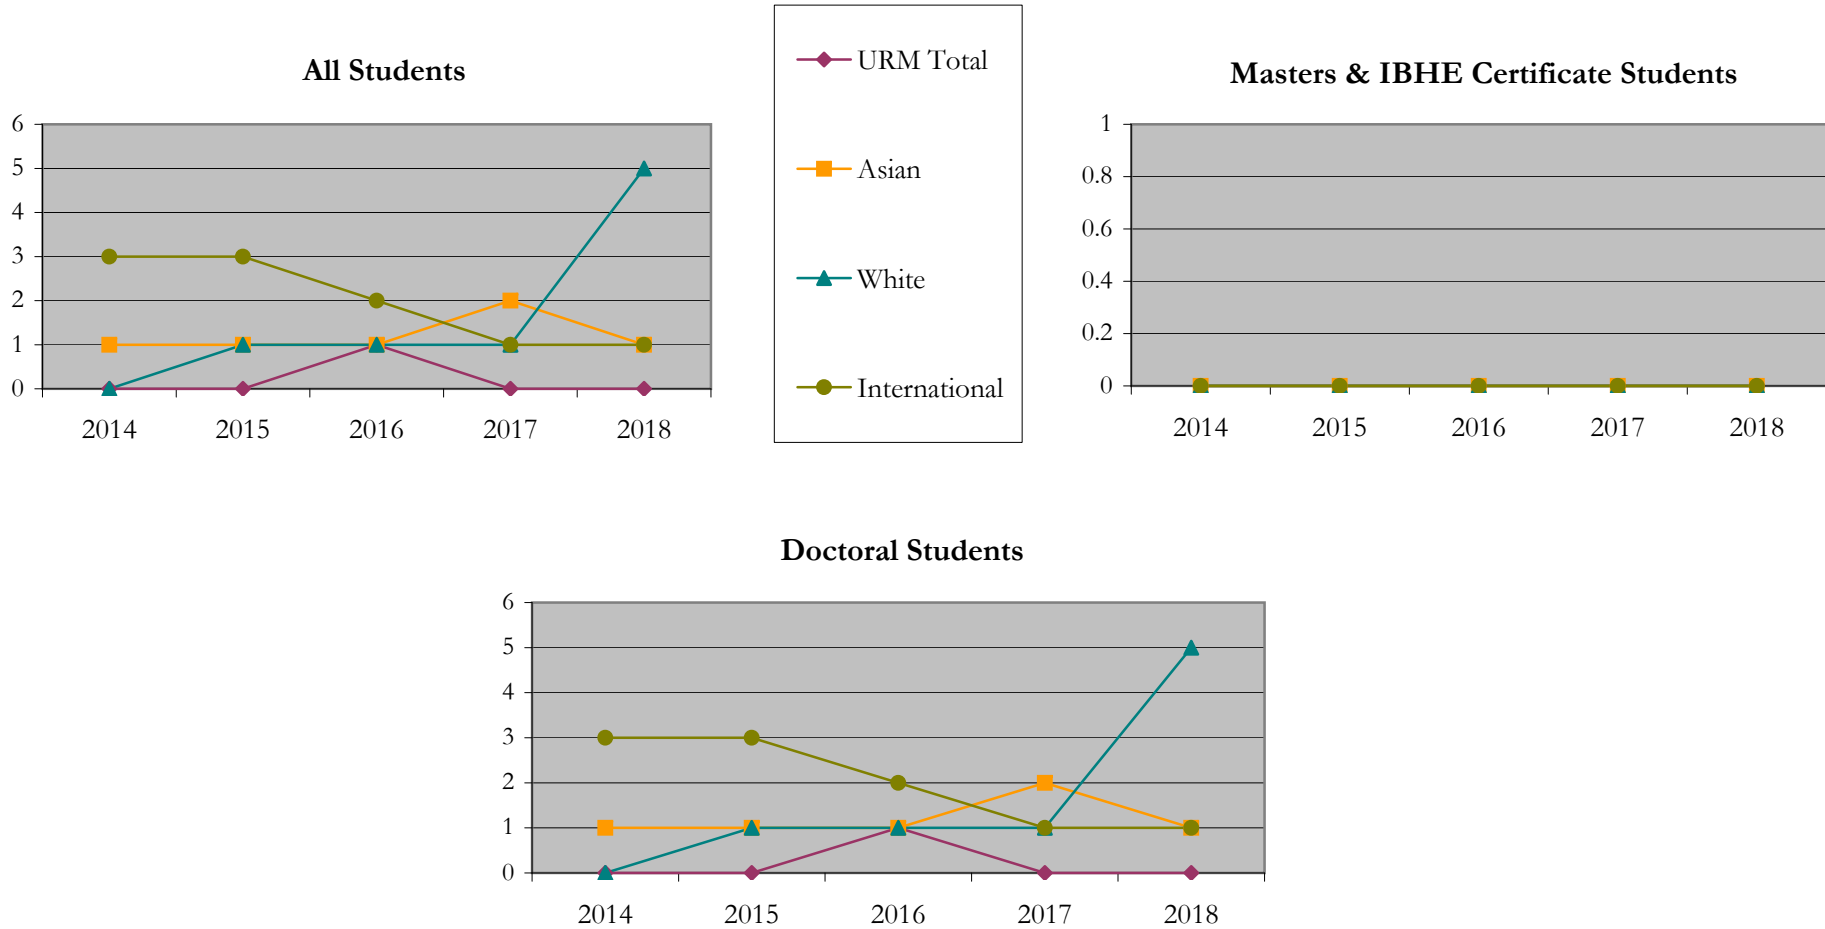 All Students
6
5
4
3
2
1
0
2014 2015 2016 2017 2018
URM Total
Asian
White
International
Masters & IBHE Certificate Students
1
0.8
0.6
0.4
0.2
0
2014 2015 2016 2017 2018
Doctoral Students
6
5
4
3
2
1
0
2014 2015 2016 2017 2018